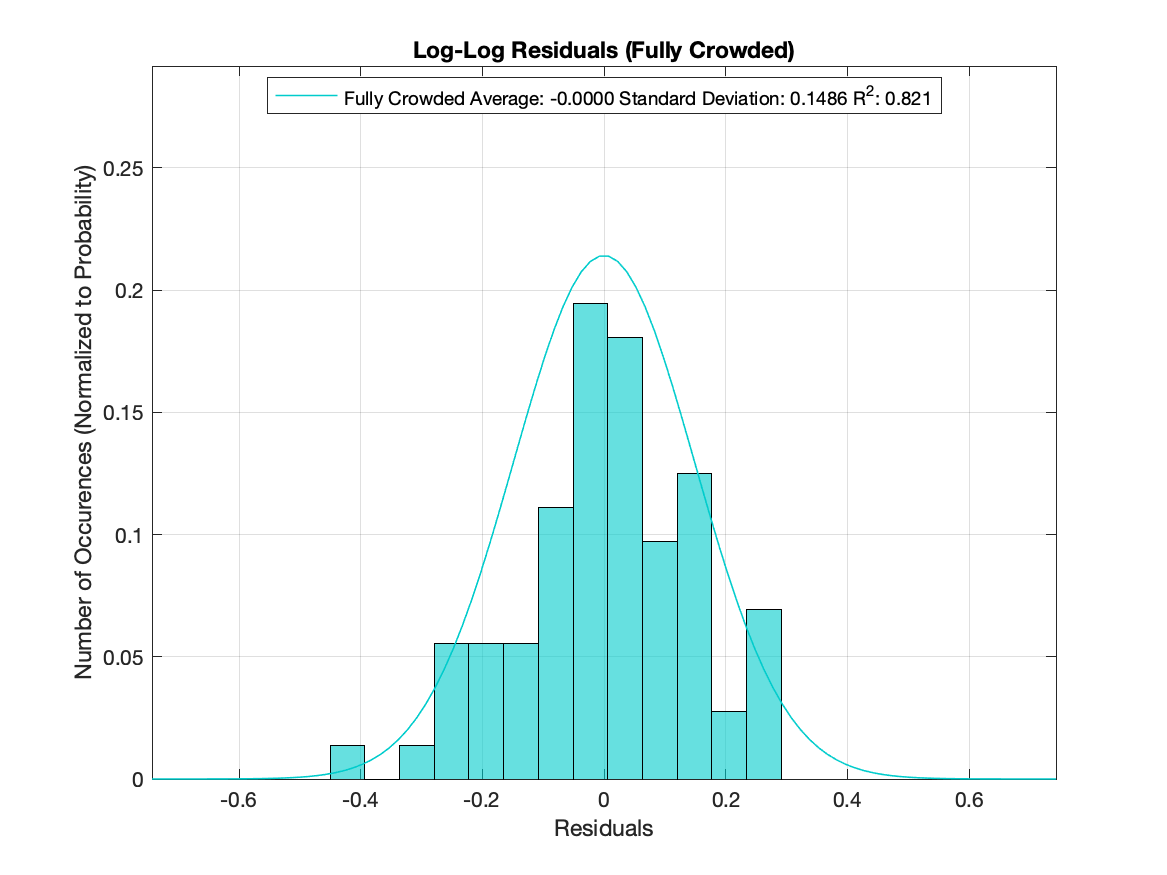 Log-Log Residuals (Fully Crowded)
Fully Crowded Average: -0.0000 Standard Deviation: 0.1486 R²: 0.821
Number of Occurences (Normalized to Probability)
0.25
0.2
0.15
0.1
0.05
0
-0.6 -0.4 -0.2 0 0.2 0.4 0.6
Residuals